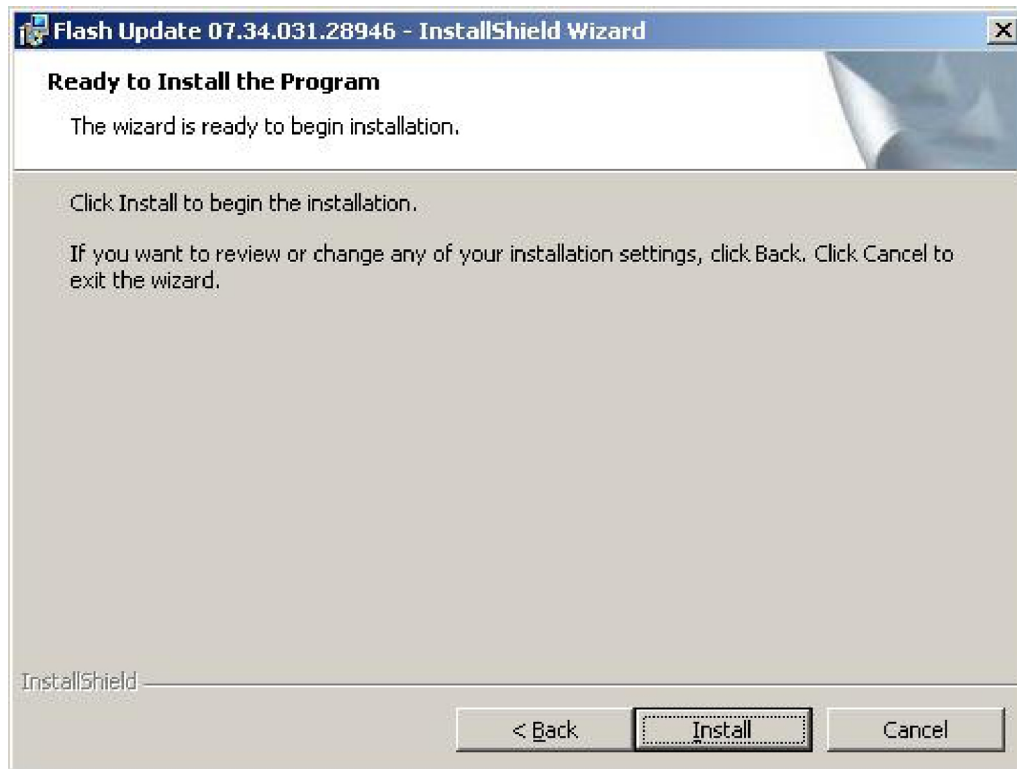 Flash Update 07.34.031.28946 - InstallShield Wizard
Ready to Install the Program
The wizard is ready to begin installation.
Click Install to begin the installation.
If you want to review or change any of your installation settings, click Back. Click Cancel to
exit the wizard.
InstallShield
< Back Install Cancel